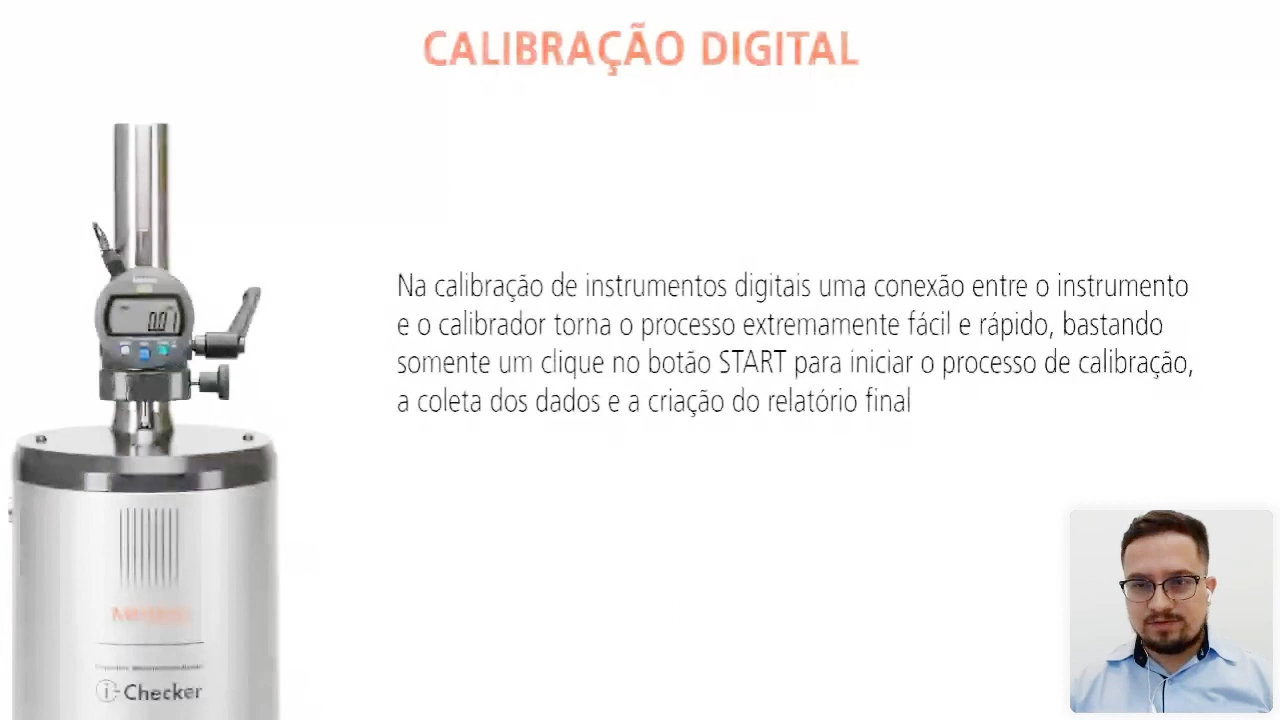 CALIBRAÇÃO DIGITAL
Na calibração de instrumentos digitais uma conexão entre o instrumento
e o calibrador torna o processo extremamente fácil e rápido, bastando
somente um clique no botão START para iniciar o processo de calibração,
a coleta dos dados e a criação do relatório final
0.01
i-Checker